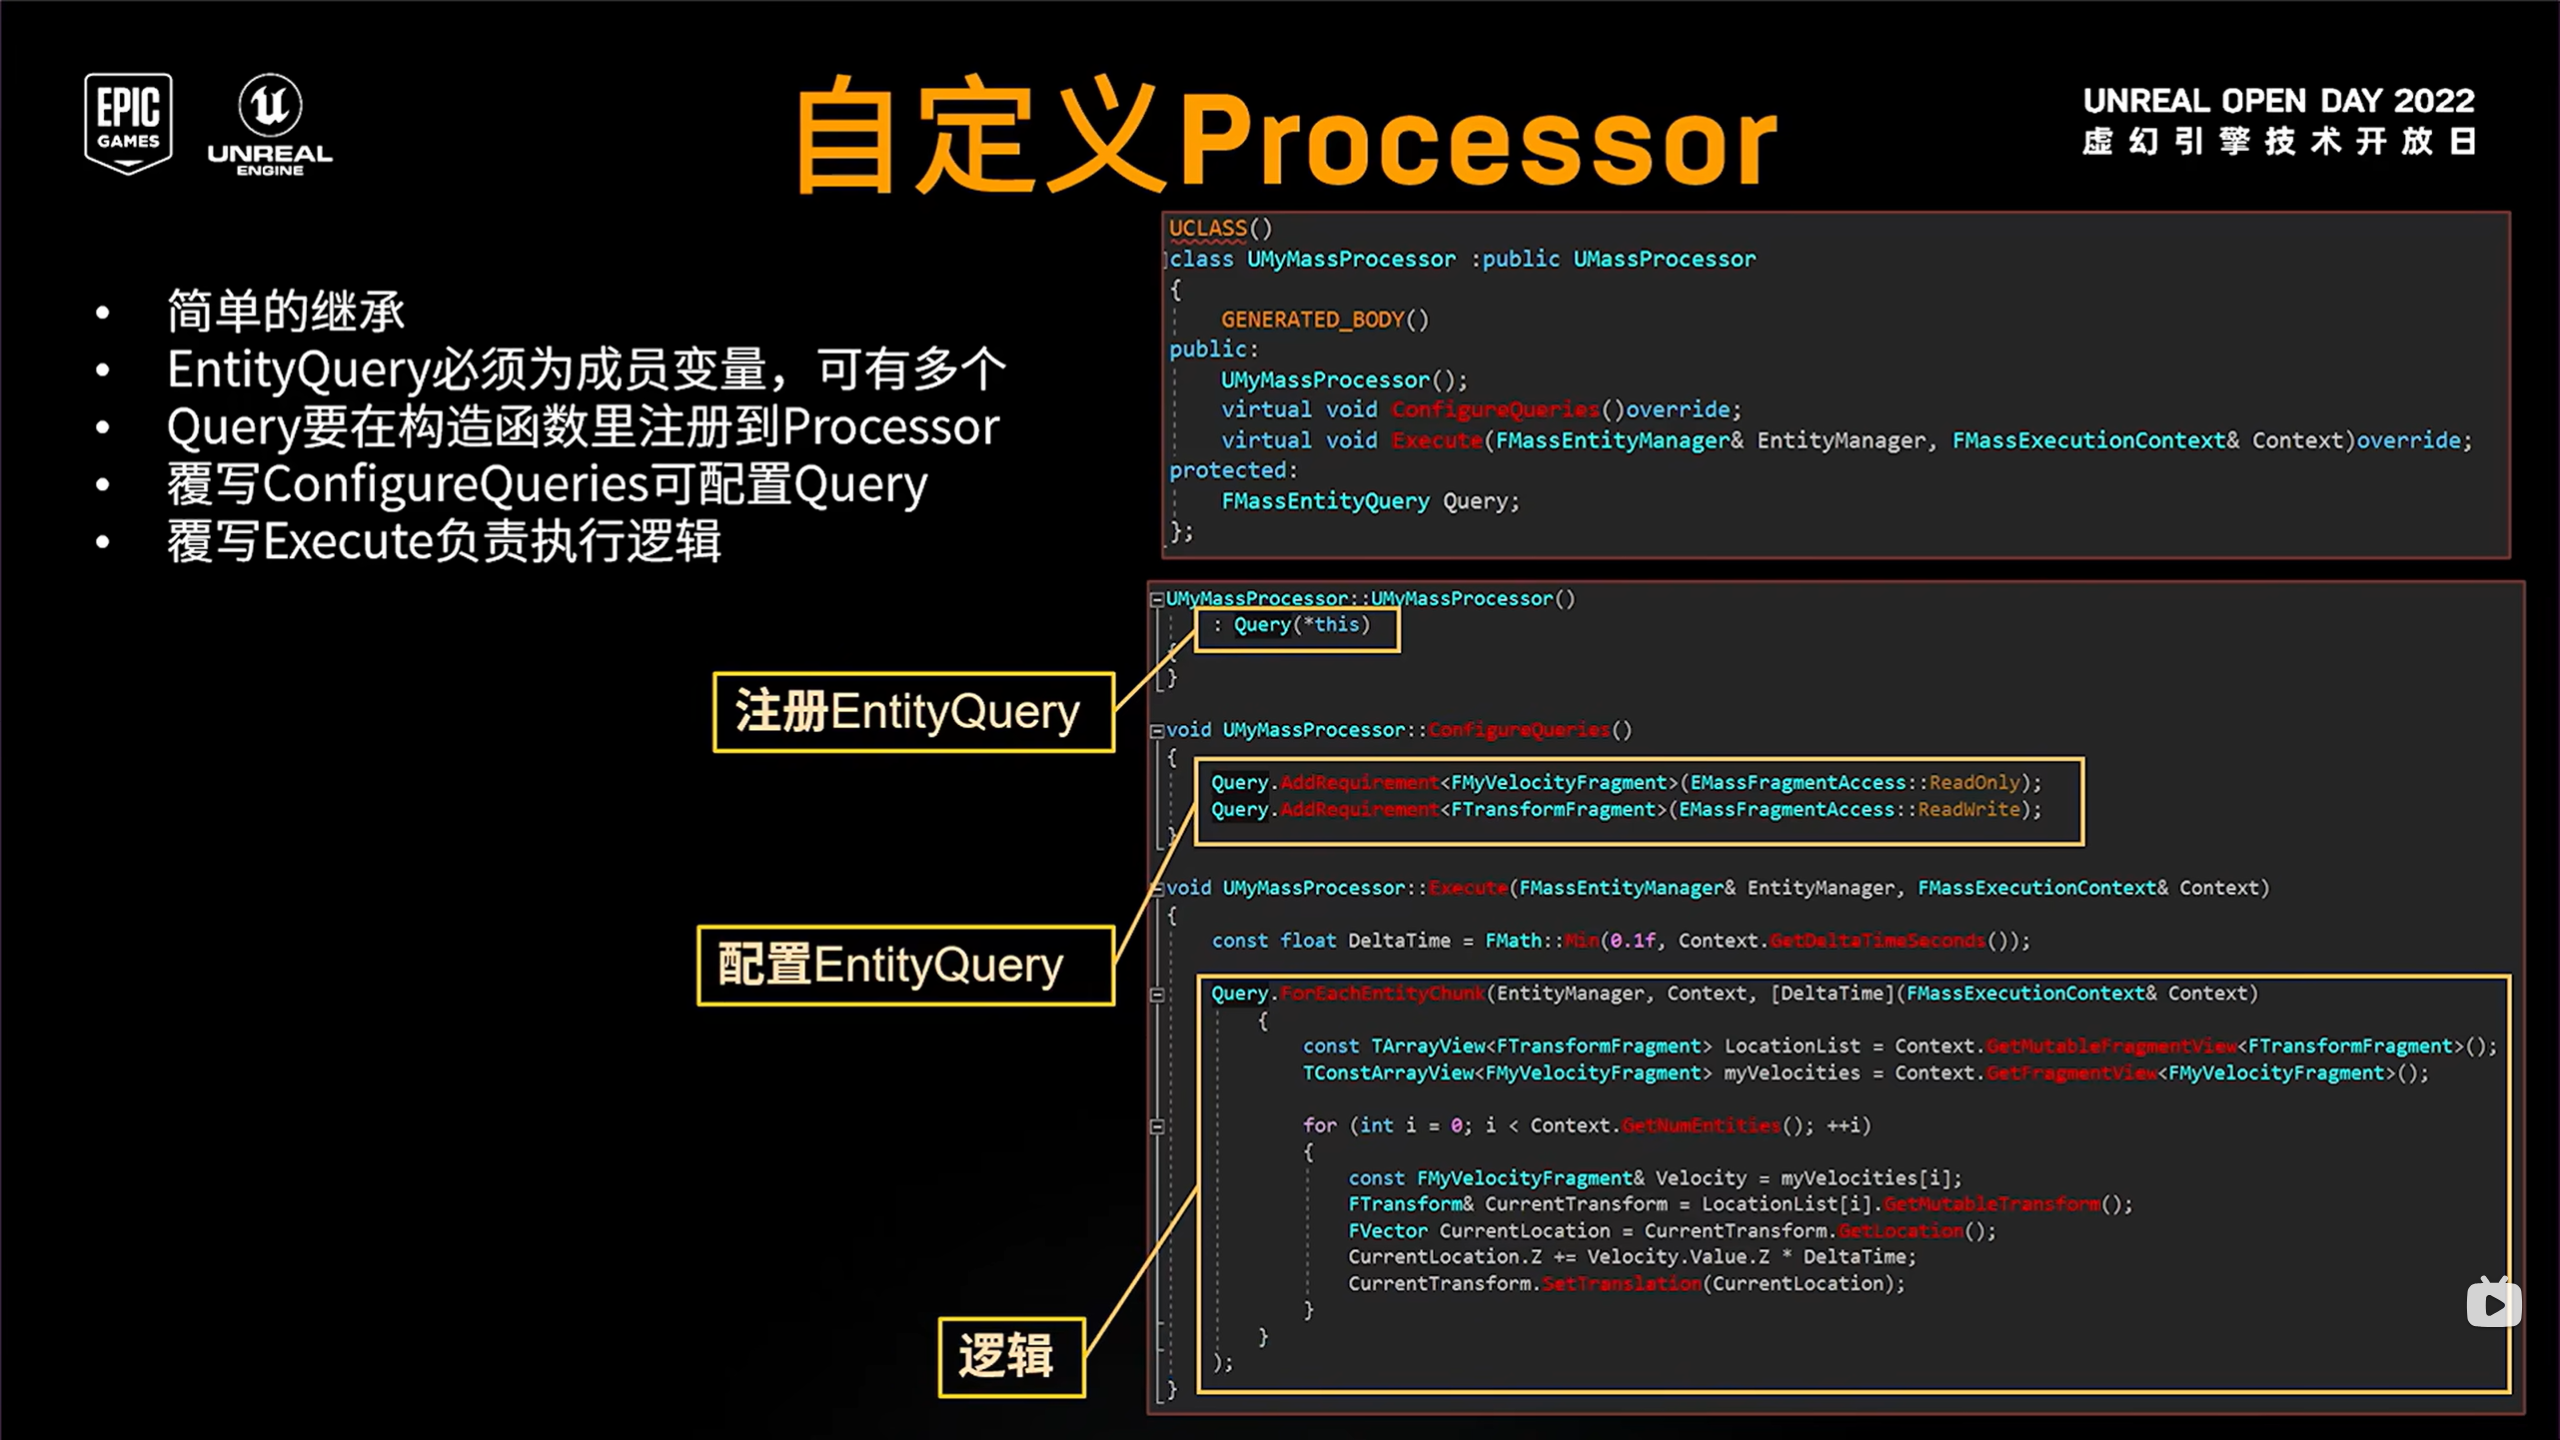 EPIC
GAMES
UNREAL
ENGINE
自定义Processor
UNREAL OPEN DAY 2022
虚幻引擎技术开放日
• 简单的继承
• EntityQuery必须为成员变量，可有多个
• Query要在构造函数里注册到Processor
• 覆写ConfigureQueries可配置Query
• 覆写Execute负责执行逻辑
UCLASS()
class UMyMassProcessor :public UMassProcessor
{
GENERATED_BODY()
public:
UMyMassProcessor();
virtual void ConfigureQueries()override;
virtual void Execute(FMassEntityManager& EntityManager, FMassExecutionContext& Context)override;
protected:
FMassEntityQuery Query;
};
UMyMassProcessor::UMyMassProcessor()
: Query(*this)
{
}
注册EntityQuery
void UMyMassProcessor::ConfigureQueries()
{
Query.AddRequirement<FMyVelocityFragment>(EMassFragmentAccess::ReadOnly);
Query.AddRequirement<FTransformFragment>(EMassFragmentAccess::ReadWrite);
}
配置EntityQuery
void UMyMassProcessor::Execute(FMassEntityManager& EntityManager, FMassExecutionContext& Context)
{
const float DeltaTime = FMath::Min(0.1f, Context.GetDeltaTimeSeconds());
Query.ForEachEntityChunk(EntityManager, Context, [DeltaTime](FMassExecutionContext& Context)
{
const TArrayView<FTransformFragment> LocationList = Context.GetMutableFragmentView<FTransformFragment>();
TConstArrayView<FMyVelocityFragment> myVelocities = Context.GetFragmentView<FMyVelocityFragment>();
for (int i = 0; i < Context.GetNumEntities(); ++i)
{
const FMyVelocityFragment& Velocity = myVelocities[i];
FTransform& CurrentTransform = LocationList[i].GetMutableTransform();
FVector CurrentLocation = CurrentTransform.GetLocation();
CurrentLocation.Z += Velocity.Value.Z * DeltaTime;
CurrentTransform.SetTranslation(CurrentLocation);
}
}
);
}
逻辑